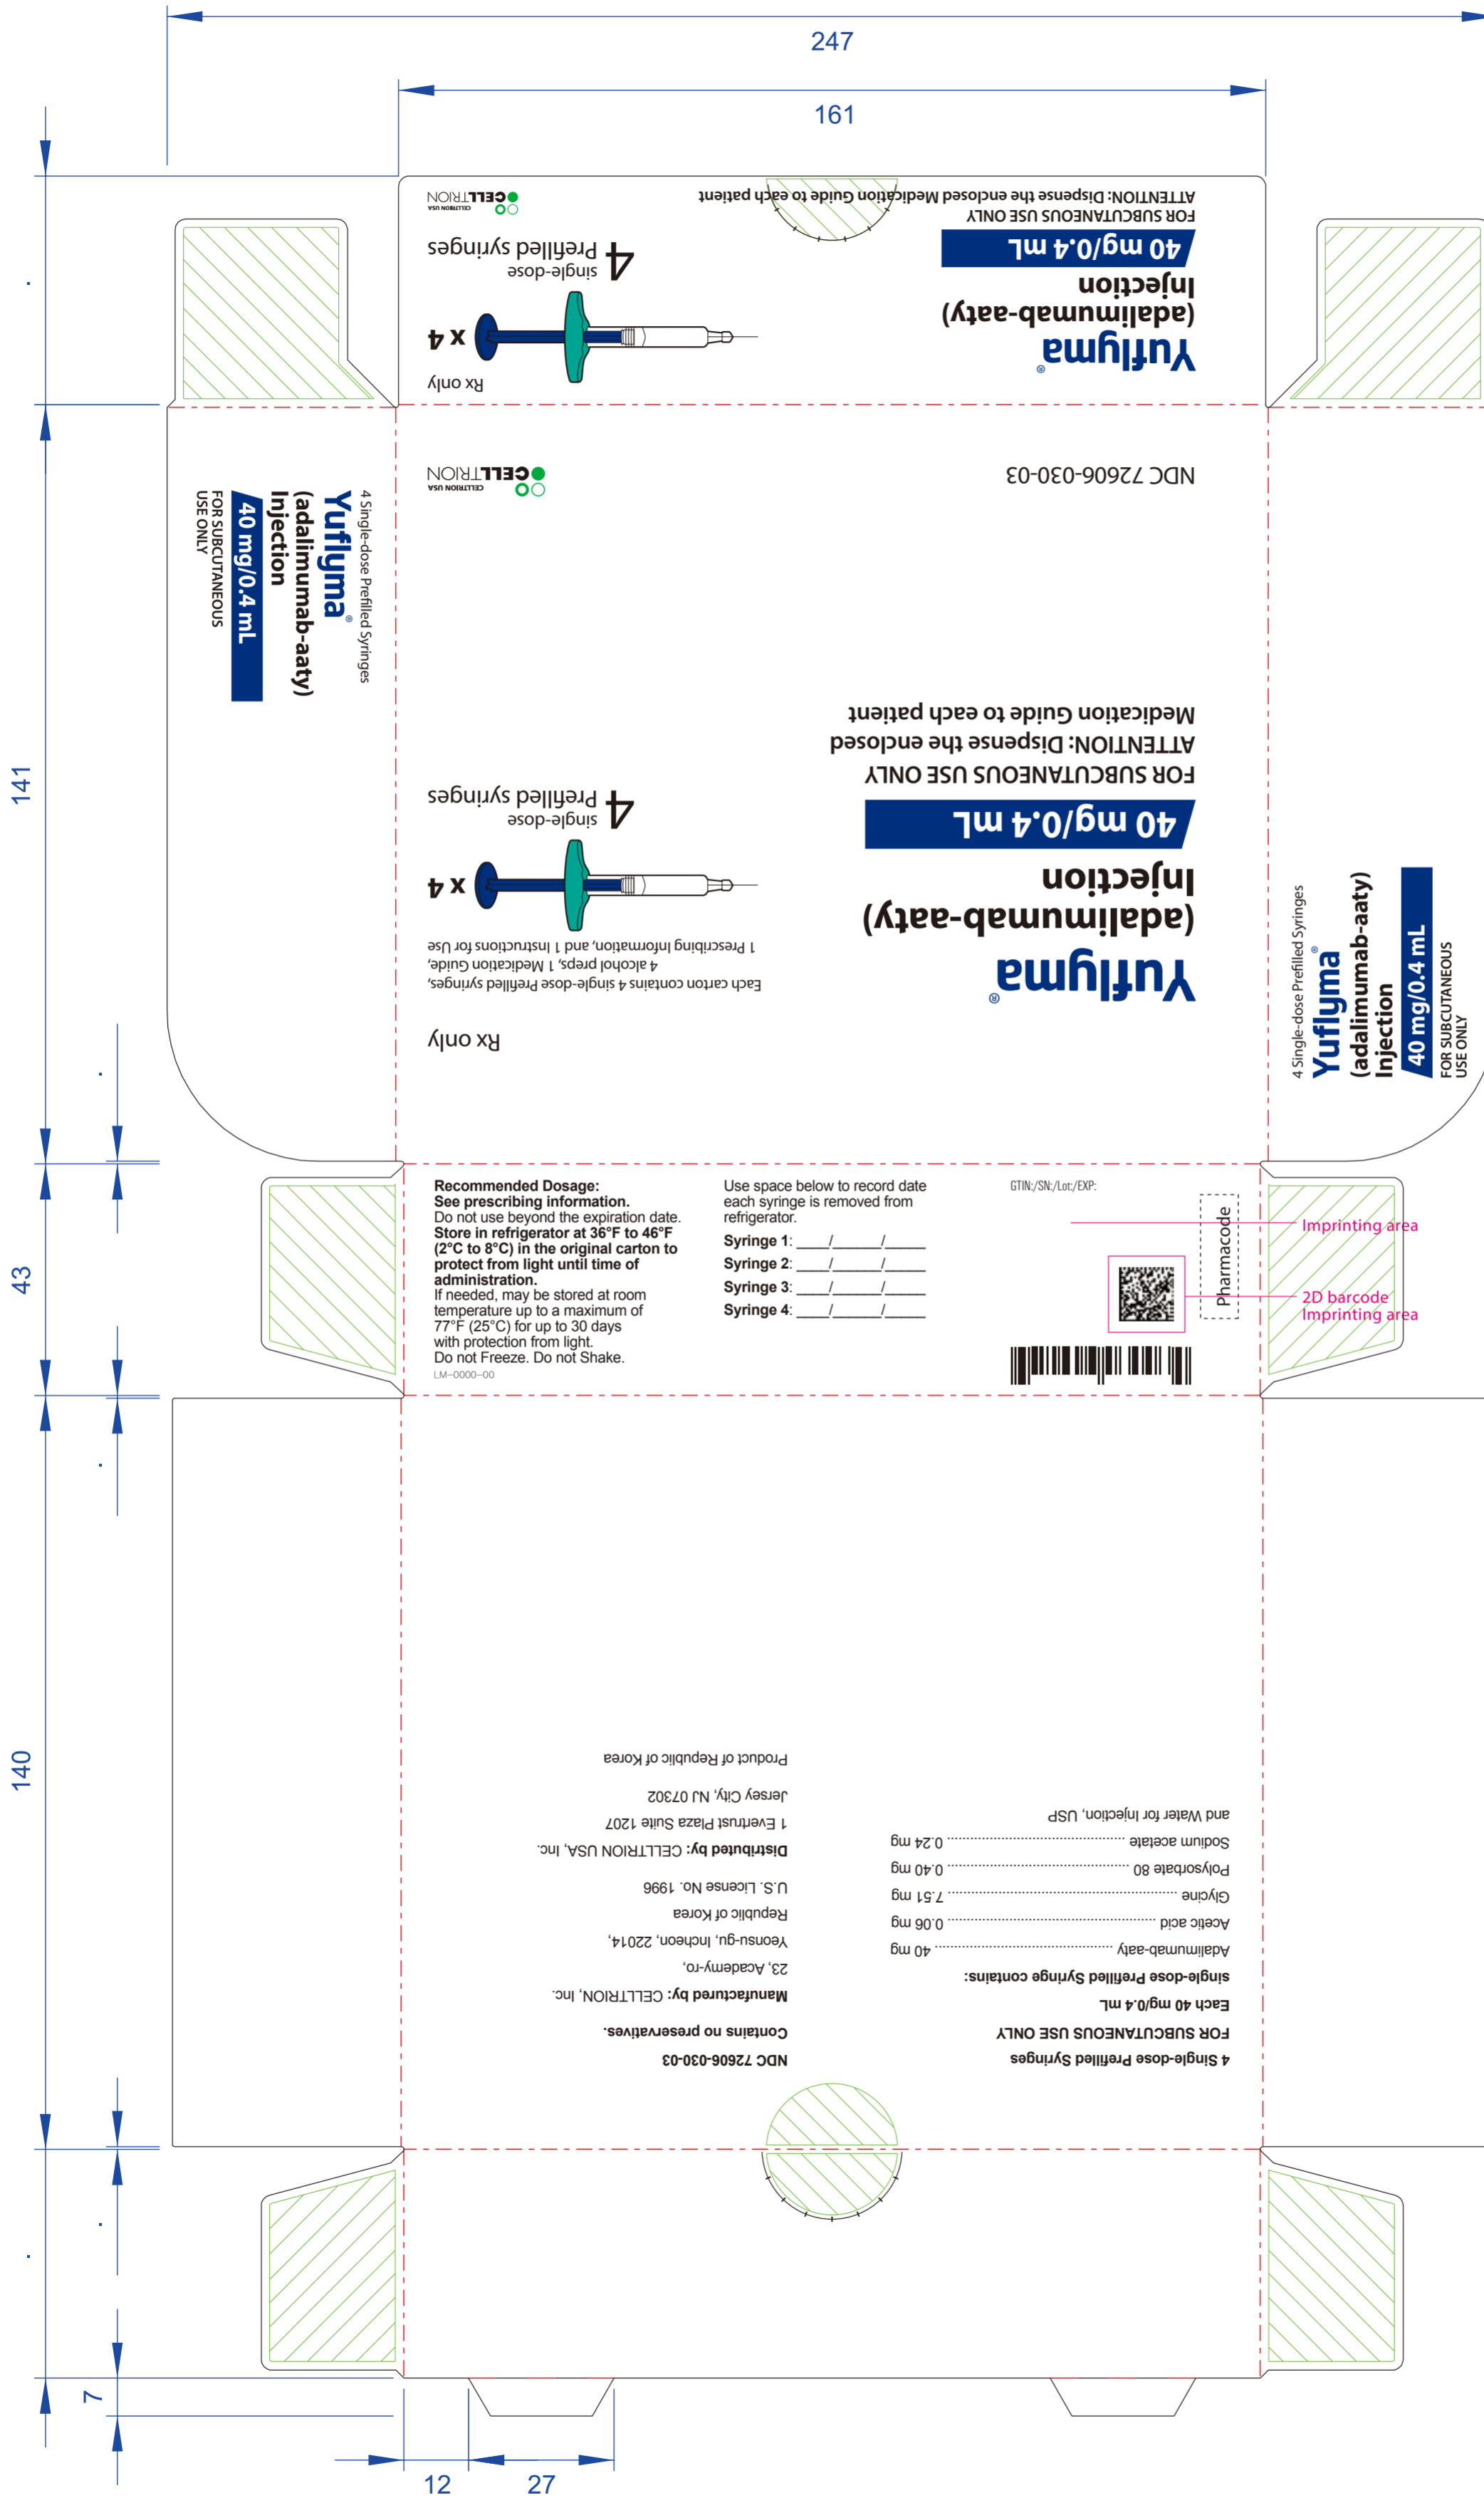 247
161
ATTENTION: Dispense the enclosed Medication Guide to each patient
FOR SUBCUTANEOUS USE ONLY
40 mg/0.4 mL
Injection
(adalimumab-aaty)
Yuflyma®
CELLTRION
CELLTRION USA
4 single-dose
Prefilled syringes
x 4
Rx only
141
4 Single-dose Prefilled Syringes
Yuflyma®
(adalimumab-aaty)
Injection
40 mg/0.4 mL
FOR SUBCUTANEOUS
USE ONLY
Rx only
Yuflyma®
(adalimumab-aaty)
Injection
40 mg/0.4 mL
FOR SUBCUTANEOUS USE ONLY
ATTENTION: Dispense the enclosed
Medication Guide to each patient
Each carton contains 4 single-dose Prefilled syringes,
4 alcohol preps, 1 Medication Guide,
1 Prescribing Information, and 1 Instructions for Use
x 4
4 single-dose
Prefilled syringes
NDC 72606-030-03
CELLTRION USA
CELLTRION
4 Single-dose Prefilled Syringes
Yuflyma®
(adalimumab-aaty)
Injection
40 mg/0.4 mL
FOR SUBCUTANEOUS
USE ONLY
43
Recommended Dosage:
See prescribing information.
Do not use beyond the expiration date.
Store in refrigerator at 36°F to 46°F
(2°C to 8°C) in the original carton to
protect from light until time of
administration.
If needed, may be stored at room
temperature up to a maximum of
77°F (25°C) for up to 30 days
with protection from light.
Do not Freeze. Do not Shake.
LM-0000-00
Use space below to record date
each syringe is removed from
refrigerator.
Syringe 1: ____/______/_____
Syringe 2: ____/______/_____
Syringe 3: ____/______/_____
Syringe 4: ____/______/_____
GTIN:/SN:/Lot:/EXP:
Pharmacode
Imprinting area
2D barcode
Imprinting area
140
4 Single-dose Prefilled Syringes
FOR SUBCUTANEOUS USE ONLY
Each 40 mg/0.4 mL
single-dose Prefilled Syringe contains:
Adalimumab-aaty ........ 40 mg
Acetic acid ........ 0.06 mg
Glycine ........ 7.51 mg
Polysorbate 80 ........ 0.40 mg
Sodium acetate ........ 0.24 mg
and Water for Injection, USP
NDC 72606-030-03
Contains no preservatives.
Manufactured by: CELLTRION, Inc.
23, Academy-ro,
Yeonsu-gu, Incheon, 22014,
Republic of Korea
U.S. License No. 1996
Distributed by: CELLTRION USA, Inc.
1 Evertrust Plaza Suite 1207
Jersey City, NJ 07302
Product of Republic of Korea
7
12
27